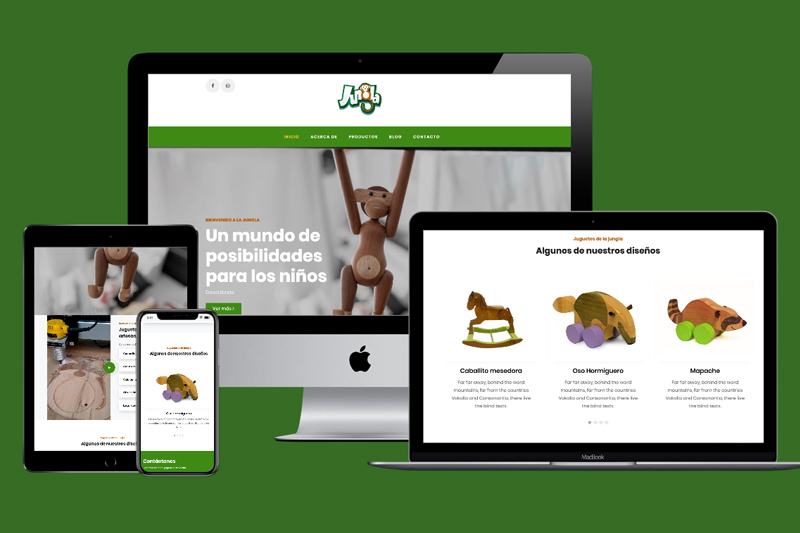 Jungla
INICIO ACERCA DE PRODUCTOS BLOG CONTACTO
BIENVENIDO A LA JUNGLA
Un mundo de
posibilidades
para los niños
Ver más
Juguetes de la jungla
Algunos de nuestros diseños
Caballito mesedora
Far far away, behind the word
mountains, far from the countries
Vokalia and Consonantia, there live
the blind texts.
Oso Hormiguero
Far far away, behind the word
mountains, far from the countries
Vokalia and Consonantia, there live
the blind texts.
Mapache
Far far away, behind the word
mountains, far from the countries
Vokalia and Consonantia, there live
the blind texts.
MacBook
Algunos de nuestros diseños
Algunos de nuestros diseños
Oso Hormiguero
Contáctanos